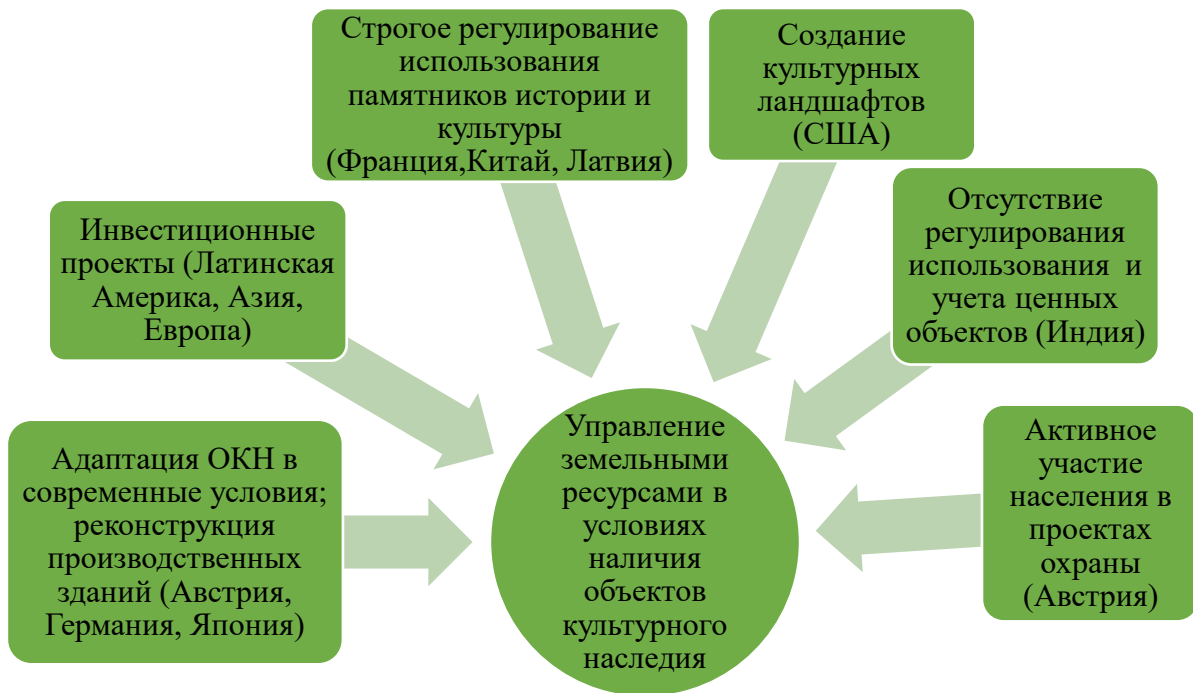 Строгое регулирование
использования
памятников истории и
культуры
(Франция,Китай, Латвия)
Создание
культурных
ландшафтов
(США)
Инвестиционные
проекты (Латинская
Америка, Азия,
Европа)
Отсутствие
регулирования
использования и
учета ценных
объектов (Индия)
Адаптация ОКН в
современные условия;
реконструкция
производственных
зданий (Австрия,
Германия, Япония)
Управление
земельными
ресурсами в
условиях
наличия
объектов
культурного
наследия
Активное
участие
населения в
проектах
охраны
(Австрия)